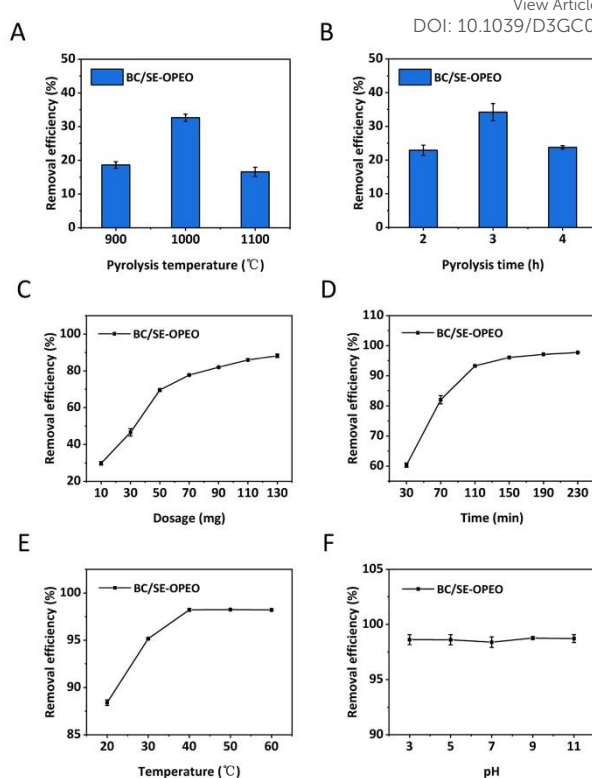 View Article
DOI: 10.1039/D3GC0
A
BC/SE-OPEO
Removal efficiency (%)
50
40
30
20
10
0
900 1000 1100
Pyrolysis temperature (℃)
B
BC/SE-OPEO
Removal efficiency (%)
50
40
30
20
10
0
2 3 4
Pyrolysis time (h)
C
BC/SE-OPEO
Removal efficiency (%)
100
80
60
40
20
10 30 50 70 90 110 130
Dosage (mg)
D
BC/SE-OPEO
Removal efficiency (%)
110
100
90
80
70
60
30 70 110 150 190 230
Time (min)
E
BC/SE-OPEO
Removal efficiency (%)
100
95
90
85
20 30 40 50 60
Temperature (℃)
F
BC/SE-OPEO
Removal efficiency (%)
105
100
95
90
3 5 7 9 11
pH